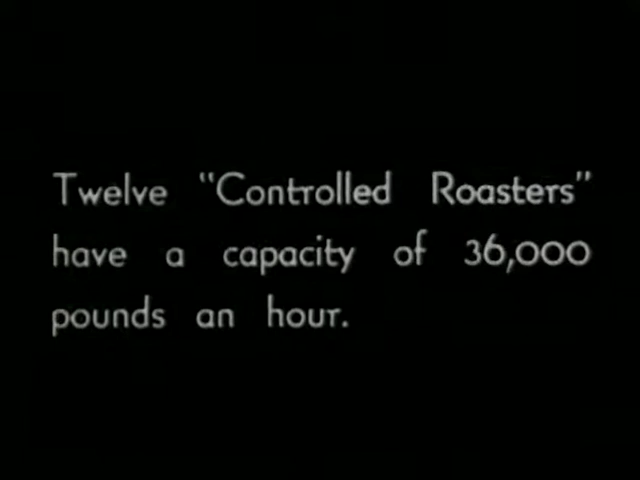 Twelve "Controlled Roasters"
have a capacity of 36,000
pounds an hour.